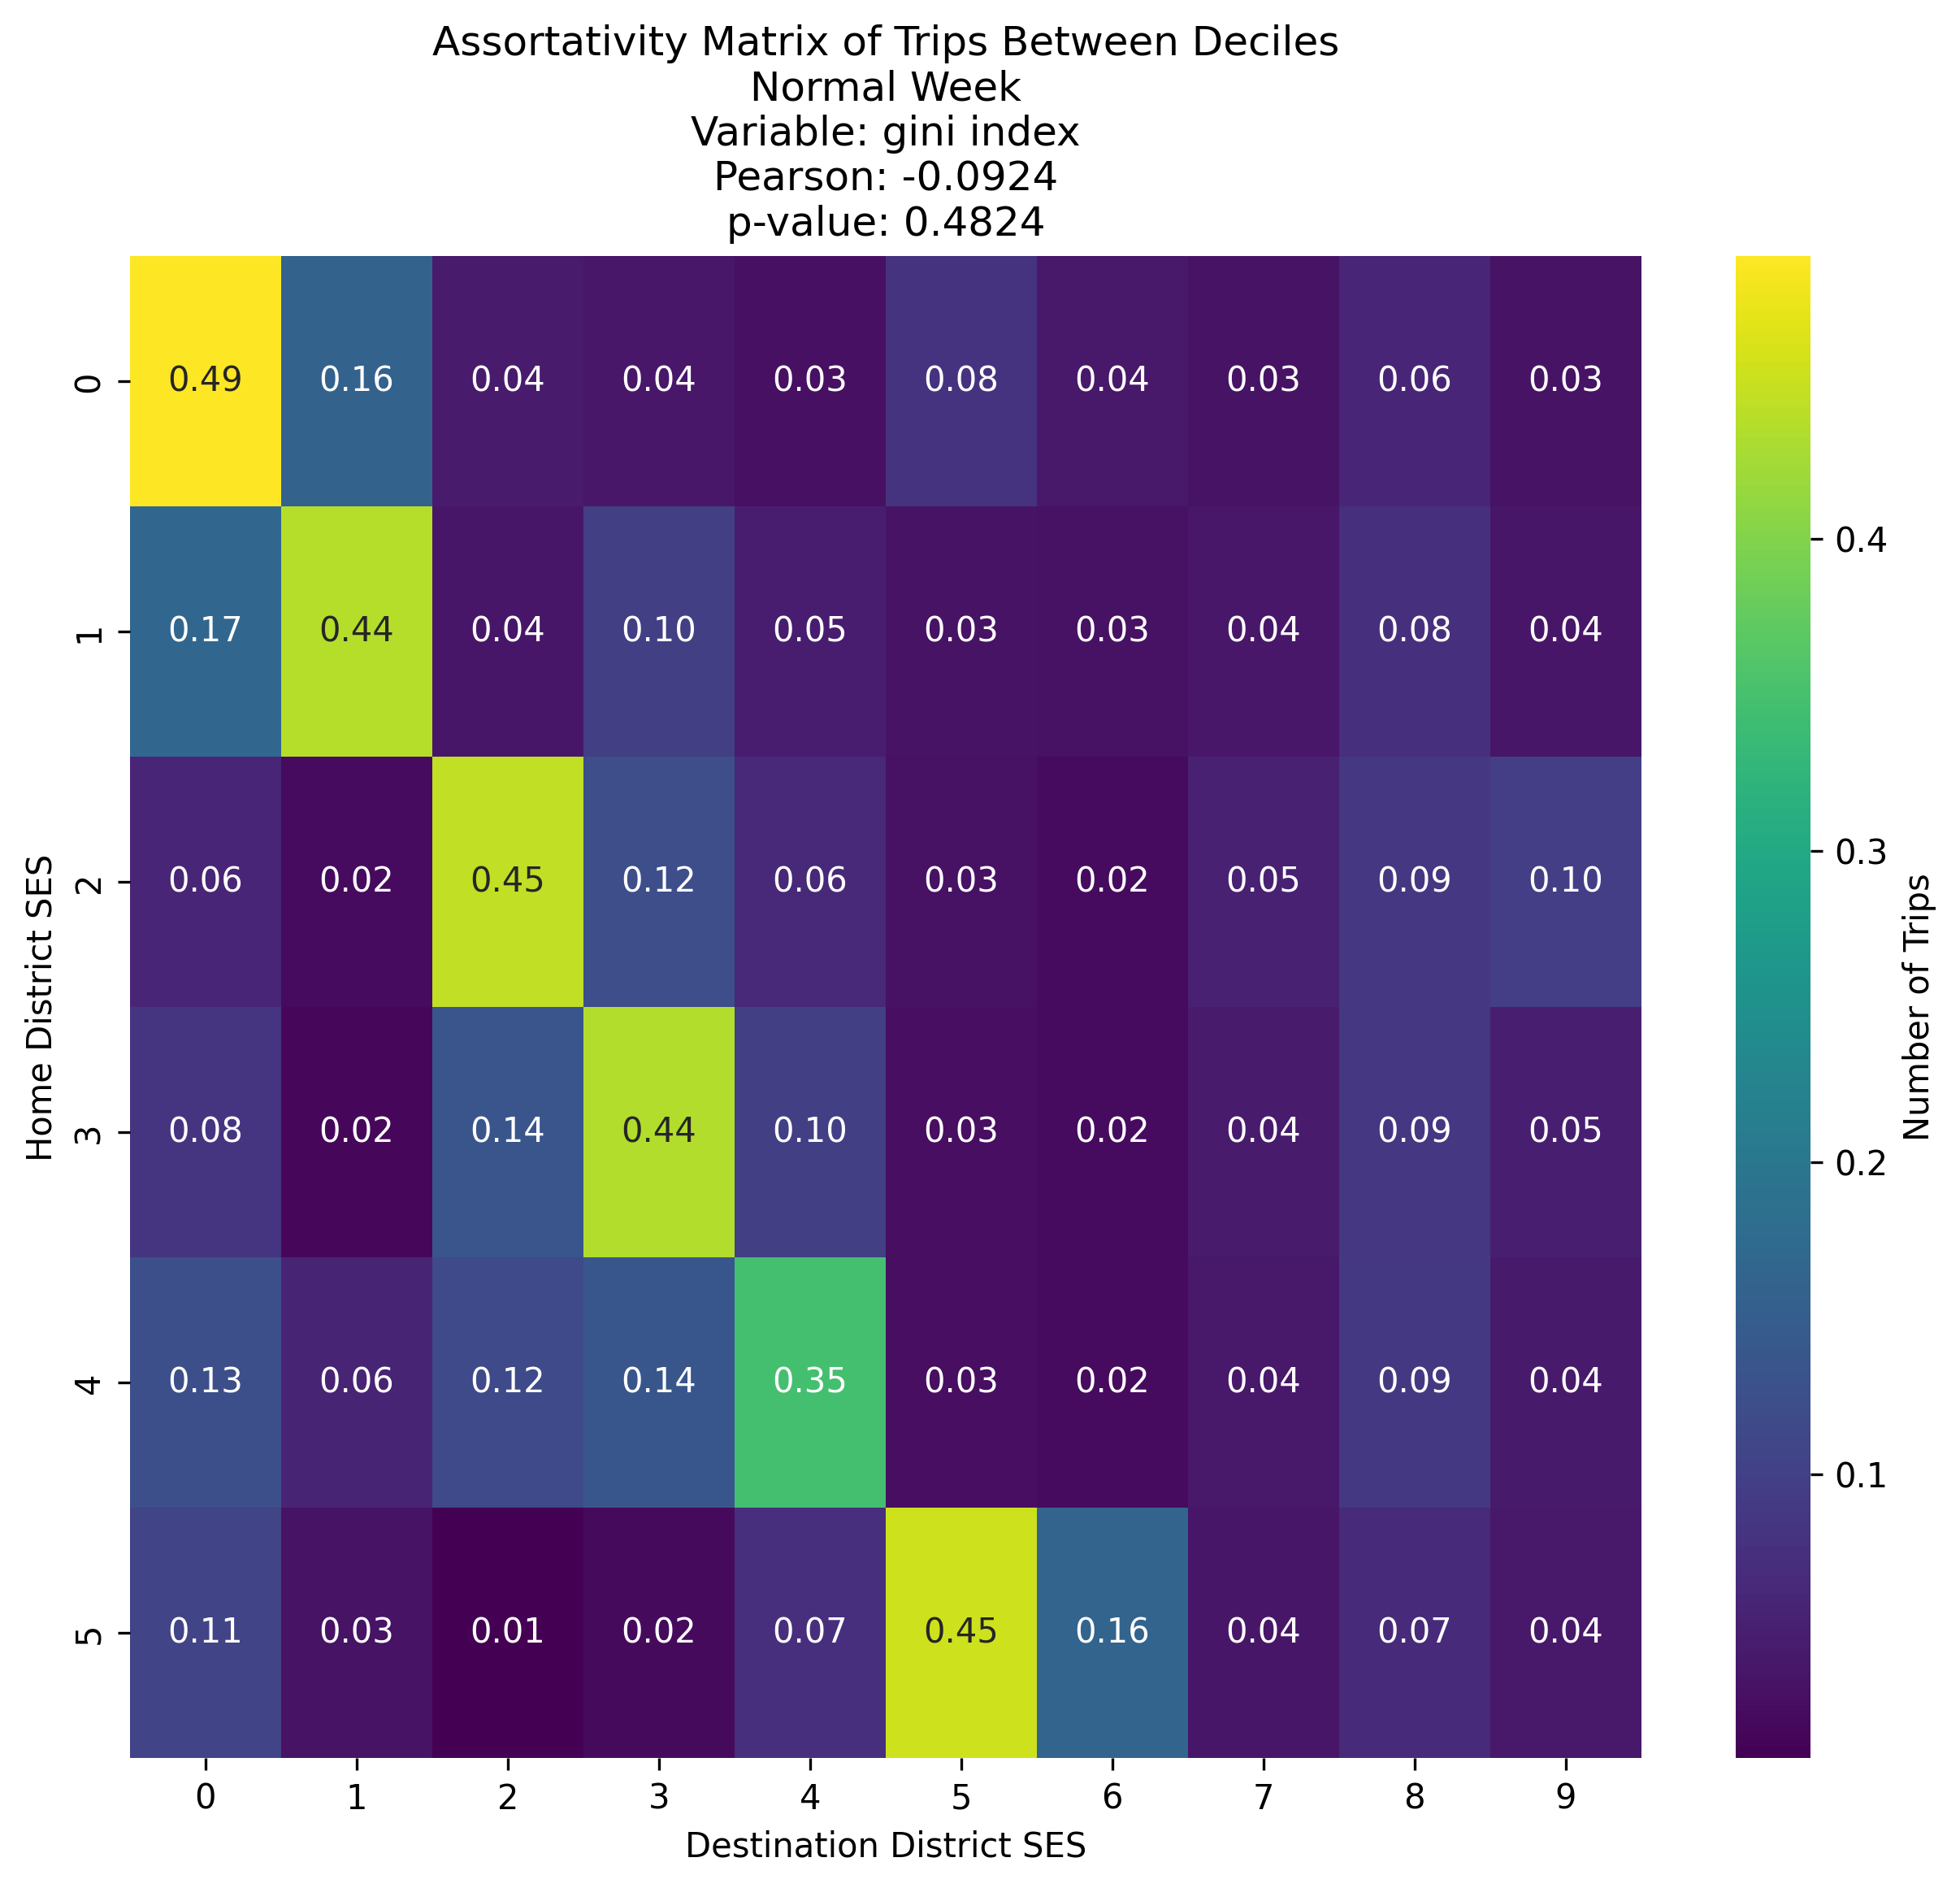 Assortativity Matrix of Trips Between Deciles
Normal Week
Variable: gini index
Pearson: -0.0924
p-value: 0.4824
Home District SES
0 0.49 0.16 0.04 0.04 0.03 0.08 0.04 0.03 0.06 0.03
1 0.17 0.44 0.04 0.10 0.05 0.03 0.03 0.04 0.08 0.04
2 0.06 0.02 0.45 0.12 0.06 0.03 0.02 0.05 0.09 0.10
3 0.08 0.02 0.14 0.44 0.10 0.03 0.02 0.04 0.09 0.05
4 0.13 0.06 0.12 0.14 0.35 0.03 0.02 0.04 0.09 0.04
5 0.11 0.03 0.01 0.02 0.07 0.45 0.16 0.04 0.07 0.04
0 1 2 3 4 5 6 7 8 9
Destination District SES
0.4
0.3
0.2
0.1
Number of Trips